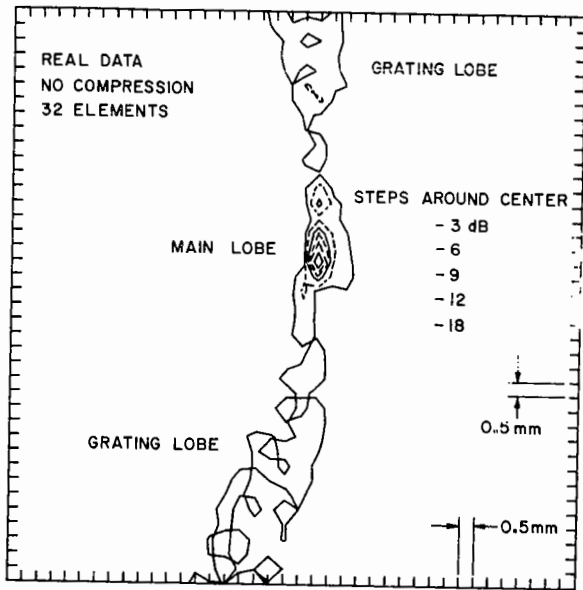 REAL DATA
NO COMPRESSION
32 ELEMENTS
GRATING LOBE
STEPS AROUND CENTER
- 3 dB
- 6
- 9
- 12
- 18
MAIN LOBE
0.5 mm
GRATING LOBE
0.5mm